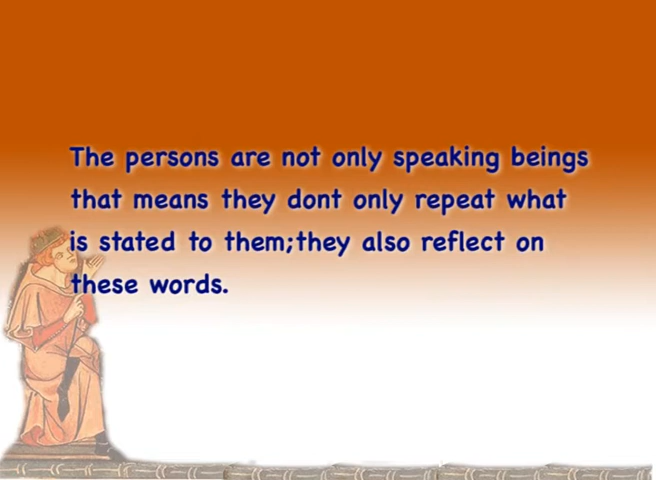 The persons are not only speaking beings
that means they dont only repeat what
is stated to them;they also reflect on
these words.